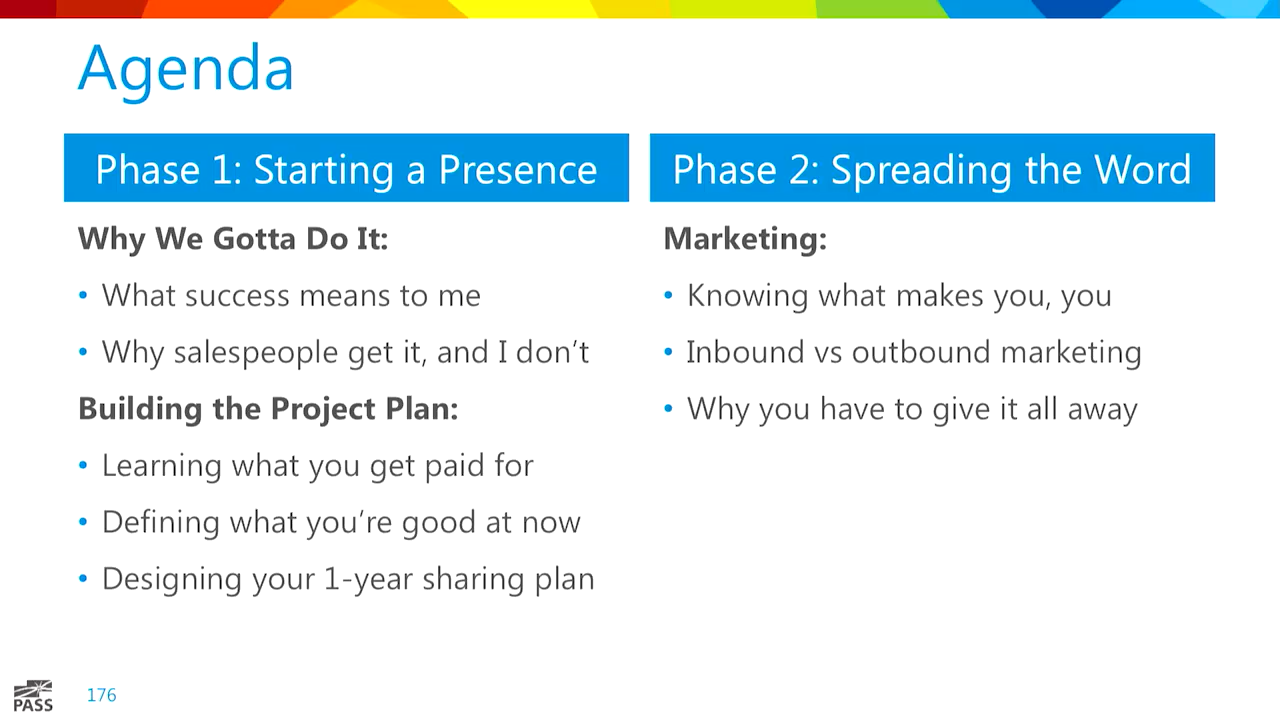 Agenda
Phase 1: Starting a Presence
Why We Gotta Do It:
• What success means to me
• Why salespeople get it, and I don’t
Building the Project Plan:
• Learning what you get paid for
• Defining what you’re good at now
• Designing your 1-year sharing plan
Phase 2: Spreading the Word
Marketing:
• Knowing what makes you, you
• Inbound vs outbound marketing
• Why you have to give it all away
PASS
176